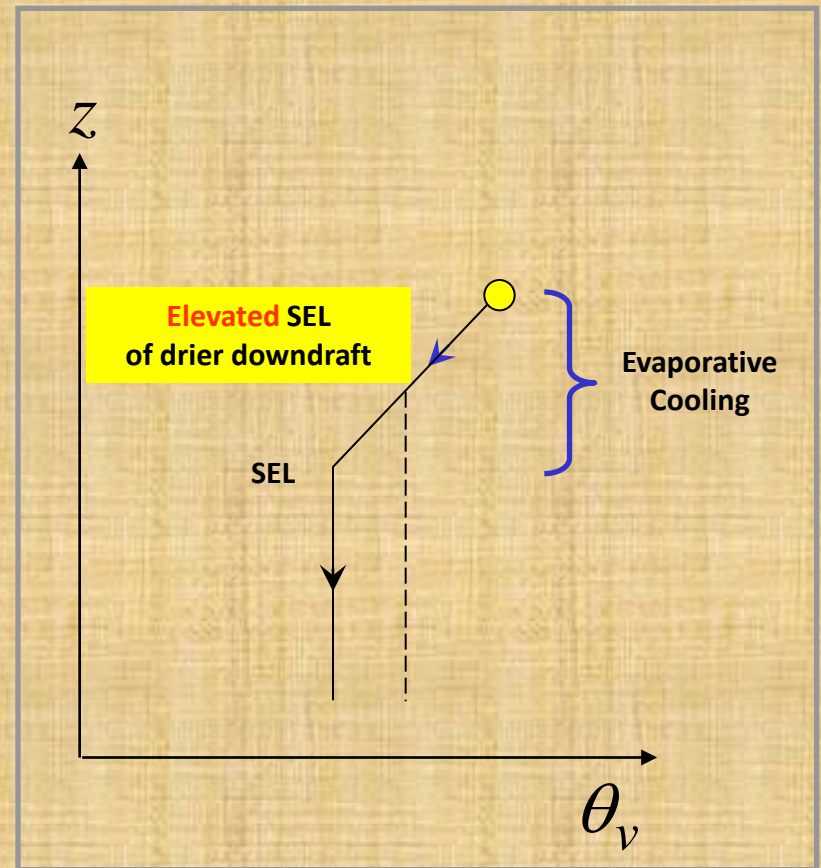 z
Elevated SEL
of drier downdraft
Evaporative
Cooling
SEL
θv